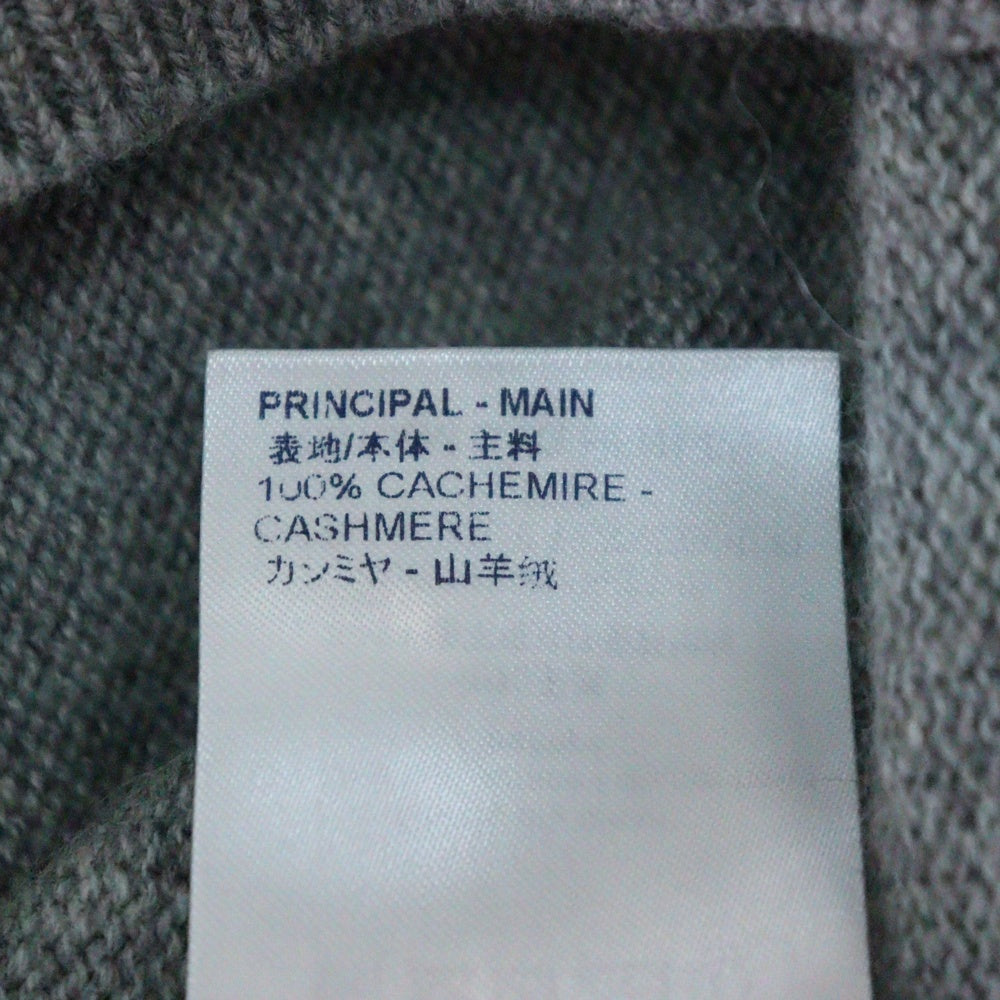 PRINCIPAL - MAIN
表地/本体 - 主料
100% CACHEMIRE -
CASHMERE
カシミヤ - 山羊绒